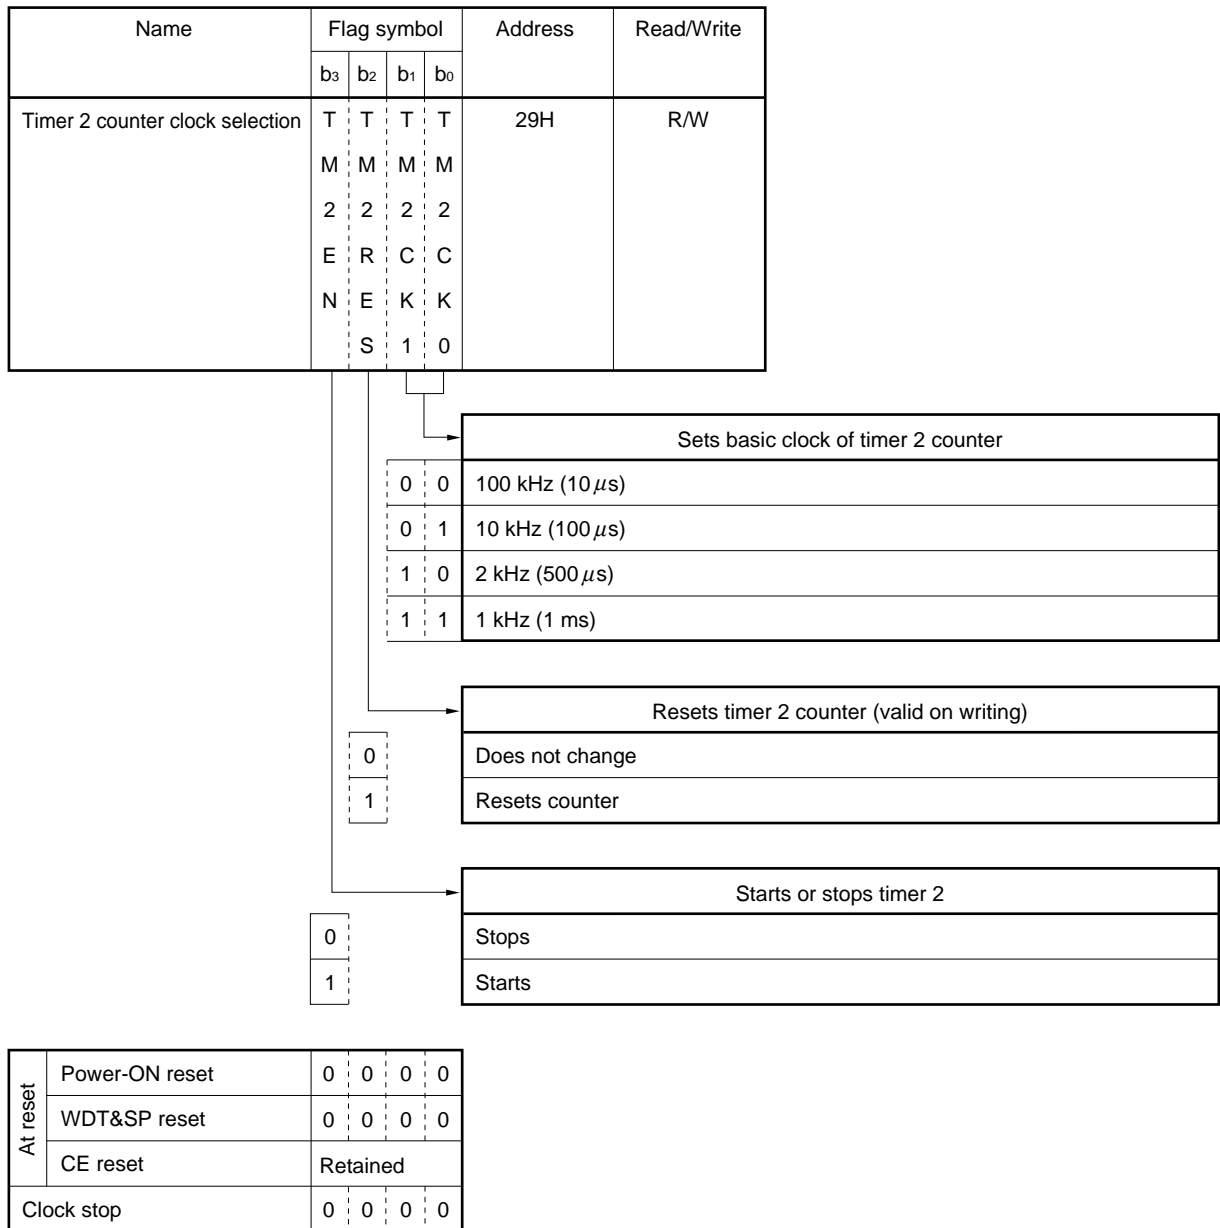 Name Flag symbol Address Read/Write
b3 b2 b1 b0
Timer 2 counter clock selection T T T T 29H R/W
M M M M
2 2 2 2
E R C C
N E K K
S 1 0
Sets basic clock of timer 2 counter
0 0 100 kHz (10 μs)
0 1 10 kHz (100 μs)
1 0 2 kHz (500 μs)
1 1 1 kHz (1 ms)
Resets timer 2 counter (valid on writing)
0 Does not change
1 Resets counter
Starts or stops timer 2
0 Stops
1 Starts
At reset
Power-ON reset 0 0 0 0
WDT&SP reset 0 0 0 0
CE reset Retained
Clock stop 0 0 0 0